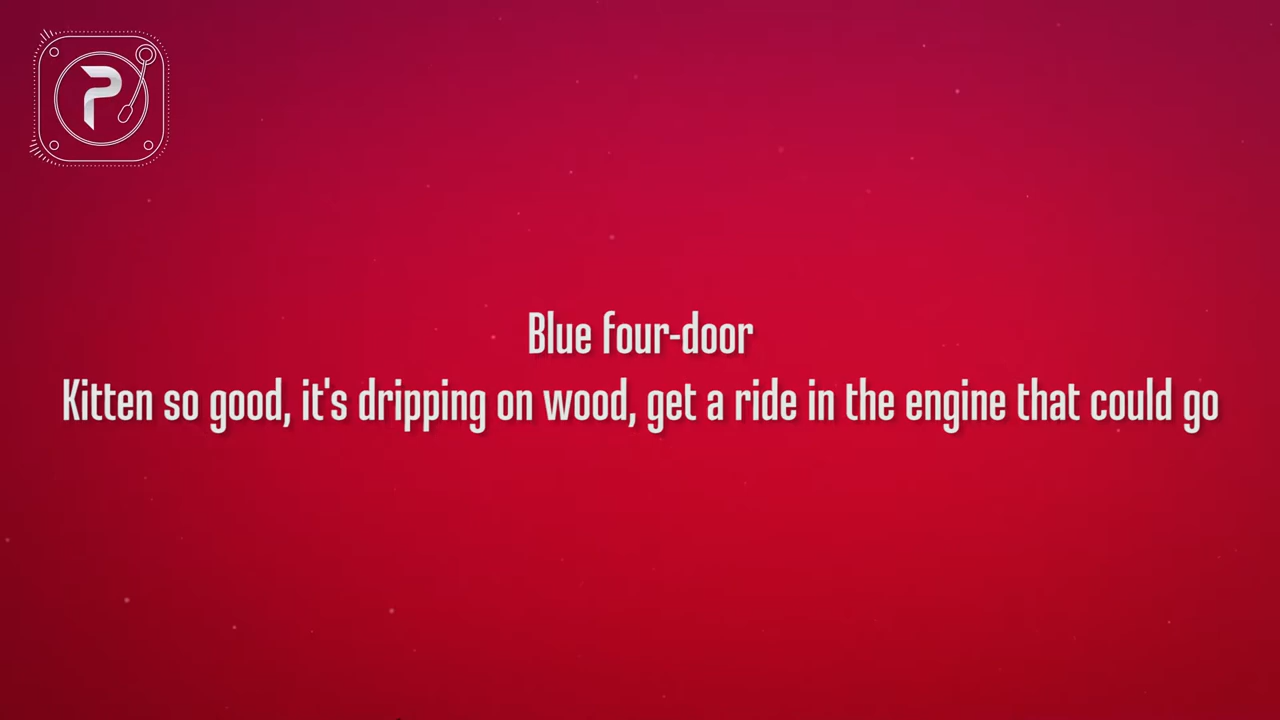 P
Blue four-door
Kitten so good, it's dripping on wood, get a ride in the engine that could go